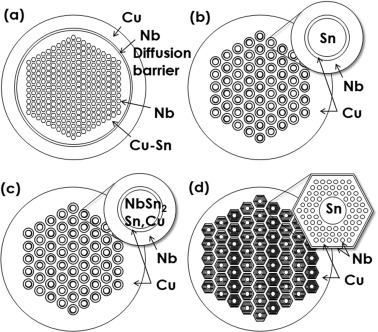 (a)
Cu
Nb
Diffusion
barrier
Nb
Cu-Sn
(b)
Sn
Nb
Cu
(c)
NbSn₂
Sn,Cu
Nb
Cu
(d)
Sn
Nb
Cu